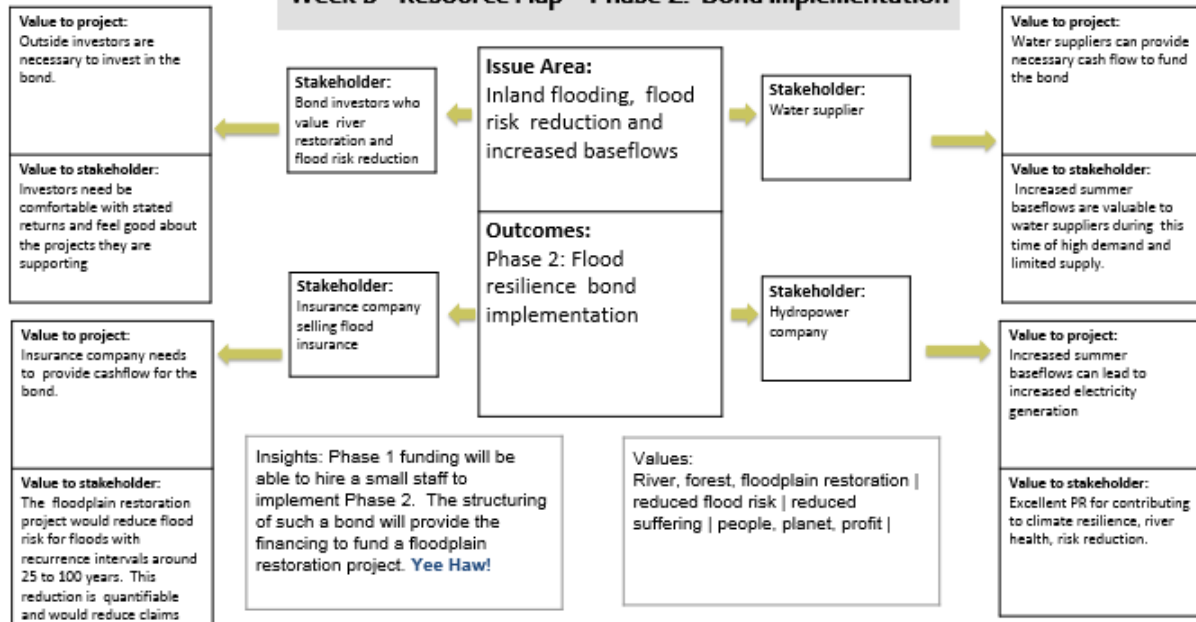 Week 5 - Resource Map - Phase 2: Bond Implementation
Value to project:
Outside investors are
necessary to invest in the
bond.
Value to stakeholder:
Investors need be
comfortable with stated
returns and feel good about
the projects they are
supporting
Stakeholder:
Bond investors who
value river
restoration and
flood risk reduction
Issue Area:
Inland flooding, flood
risk reduction and
increased baseflows
Outcomes:
Phase 2: Flood
resilience bond
implementation
Stakeholder:
Water supplier
Value to project:
Water suppliers can provide
necessary cash flow to fund
the bond
Value to stakeholder:
Increased summer
baseflows are valuable to
water suppliers during this
time of high demand and
limited supply.
Stakeholder:
Insurance company
selling flood
insurance
Value to project:
Insurance company needs
to provide cashflow for the
bond.
Value to stakeholder:
The floodplain restoration
project would reduce flood
risk for floods with
recurrence intervals around
25 to 100 years. This
reduction is quantifiable
and would reduce claims
Stakeholder:
Hydropower
company
Value to project:
Increased summer
baseflows can lead to
increased electricity
generation
Value to stakeholder:
Excellent PR for contributing
to climate resilience, river
health, risk reduction.
Insights: Phase 1 funding will be
able to hire a small staff to
implement Phase 2. The structuring
of such a bond will provide the
financing to fund a floodplain
restoration project. Yee Haw!
Values:
River, forest, floodplain restoration |
reduced flood risk | reduced
suffering | people, planet, profit |